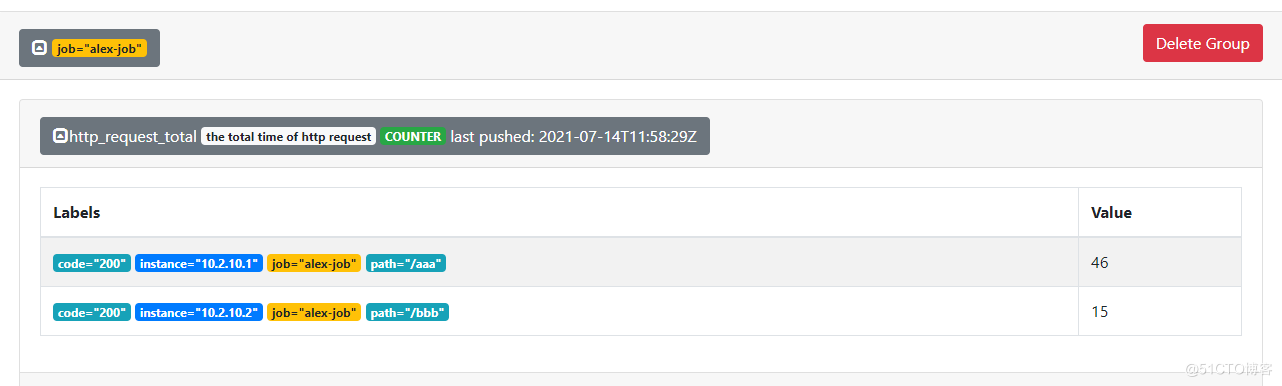 job="alex-job" Delete Group
http_request_total the total time of http request COUNTER last pushed: 2021-07-14T11:58:29Z
Labels Value
code="200" instance="10.2.10.1" job="alex-job" path="/aaa" 46
code="200" instance="10.2.10.2" job="alex-job" path="/bbb" 15
@51CTO博客